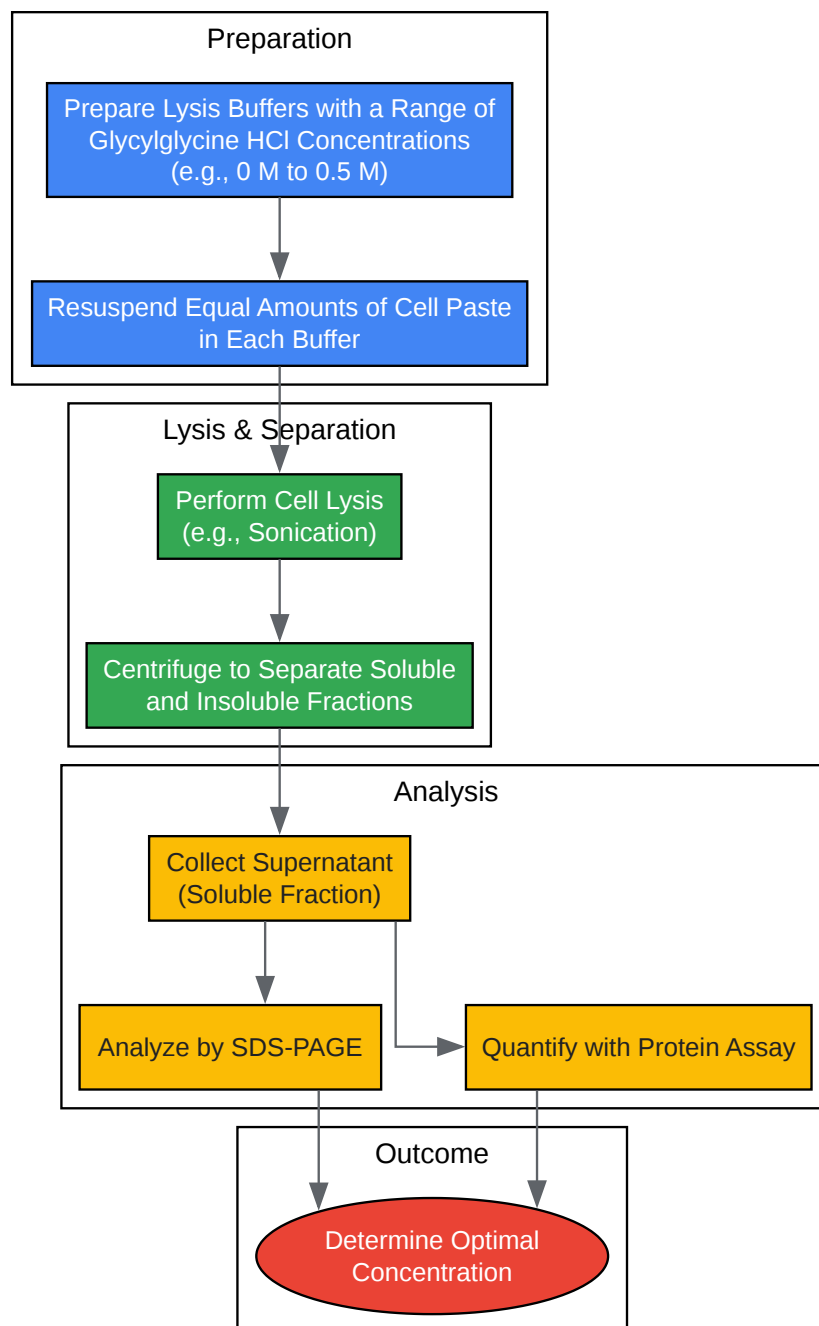 Preparation
Prepare Lysis Buffers with a Range of
Glycylglycine HCl Concentrations
(e.g., 0 M to 0.5 M)
Resuspend Equal Amounts of Cell Paste
in Each Buffer
Lysis & Separation
Perform Cell Lysis
(e.g., Sonication)
Centrifuge to Separate Soluble
and Insoluble Fractions
Analysis
Collect Supernatant
(Soluble Fraction)
Analyze by SDS-PAGE
Quantify with Protein Assay
Outcome
Determine Optimal
Concentration